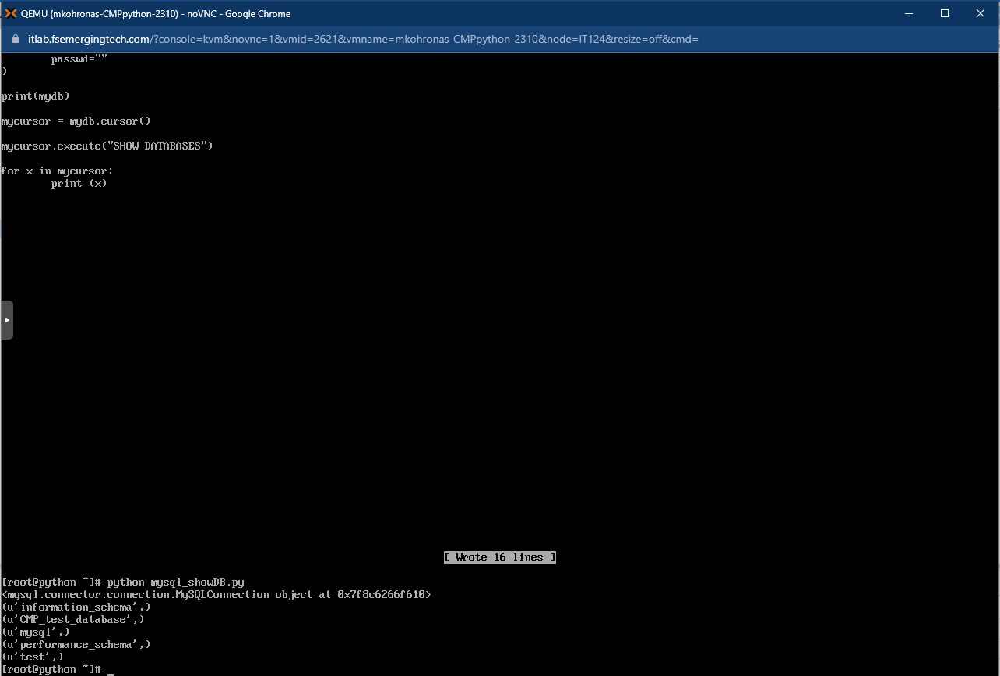 QEMU (mkohronas-CMPpython-2310) - noVNC - Google Chrome
itlab.fsemergingtech.com/?console=kvm&novnc=1&vmid=2621&vmname=mkohronas-CMPpython-2310&node=IT124&resize=off&cmd=
        passwd=""
)
print(mydb)
mycursor = mydb.cursor()
mycursor.execute("SHOW DATABASES")
for x in mycursor:
        print (x)
[ Wrote 16 lines ]
[root@python ~]# python mysql_showDB.py
<mysql.connector.connection.MySQLConnection object at 0x7f8c6266f610>
(u'information_schema',)
(u'CMP_test_database',)
(u'mysql',)
(u'performance_schema',)
(u'test',)
[root@python ~]# _